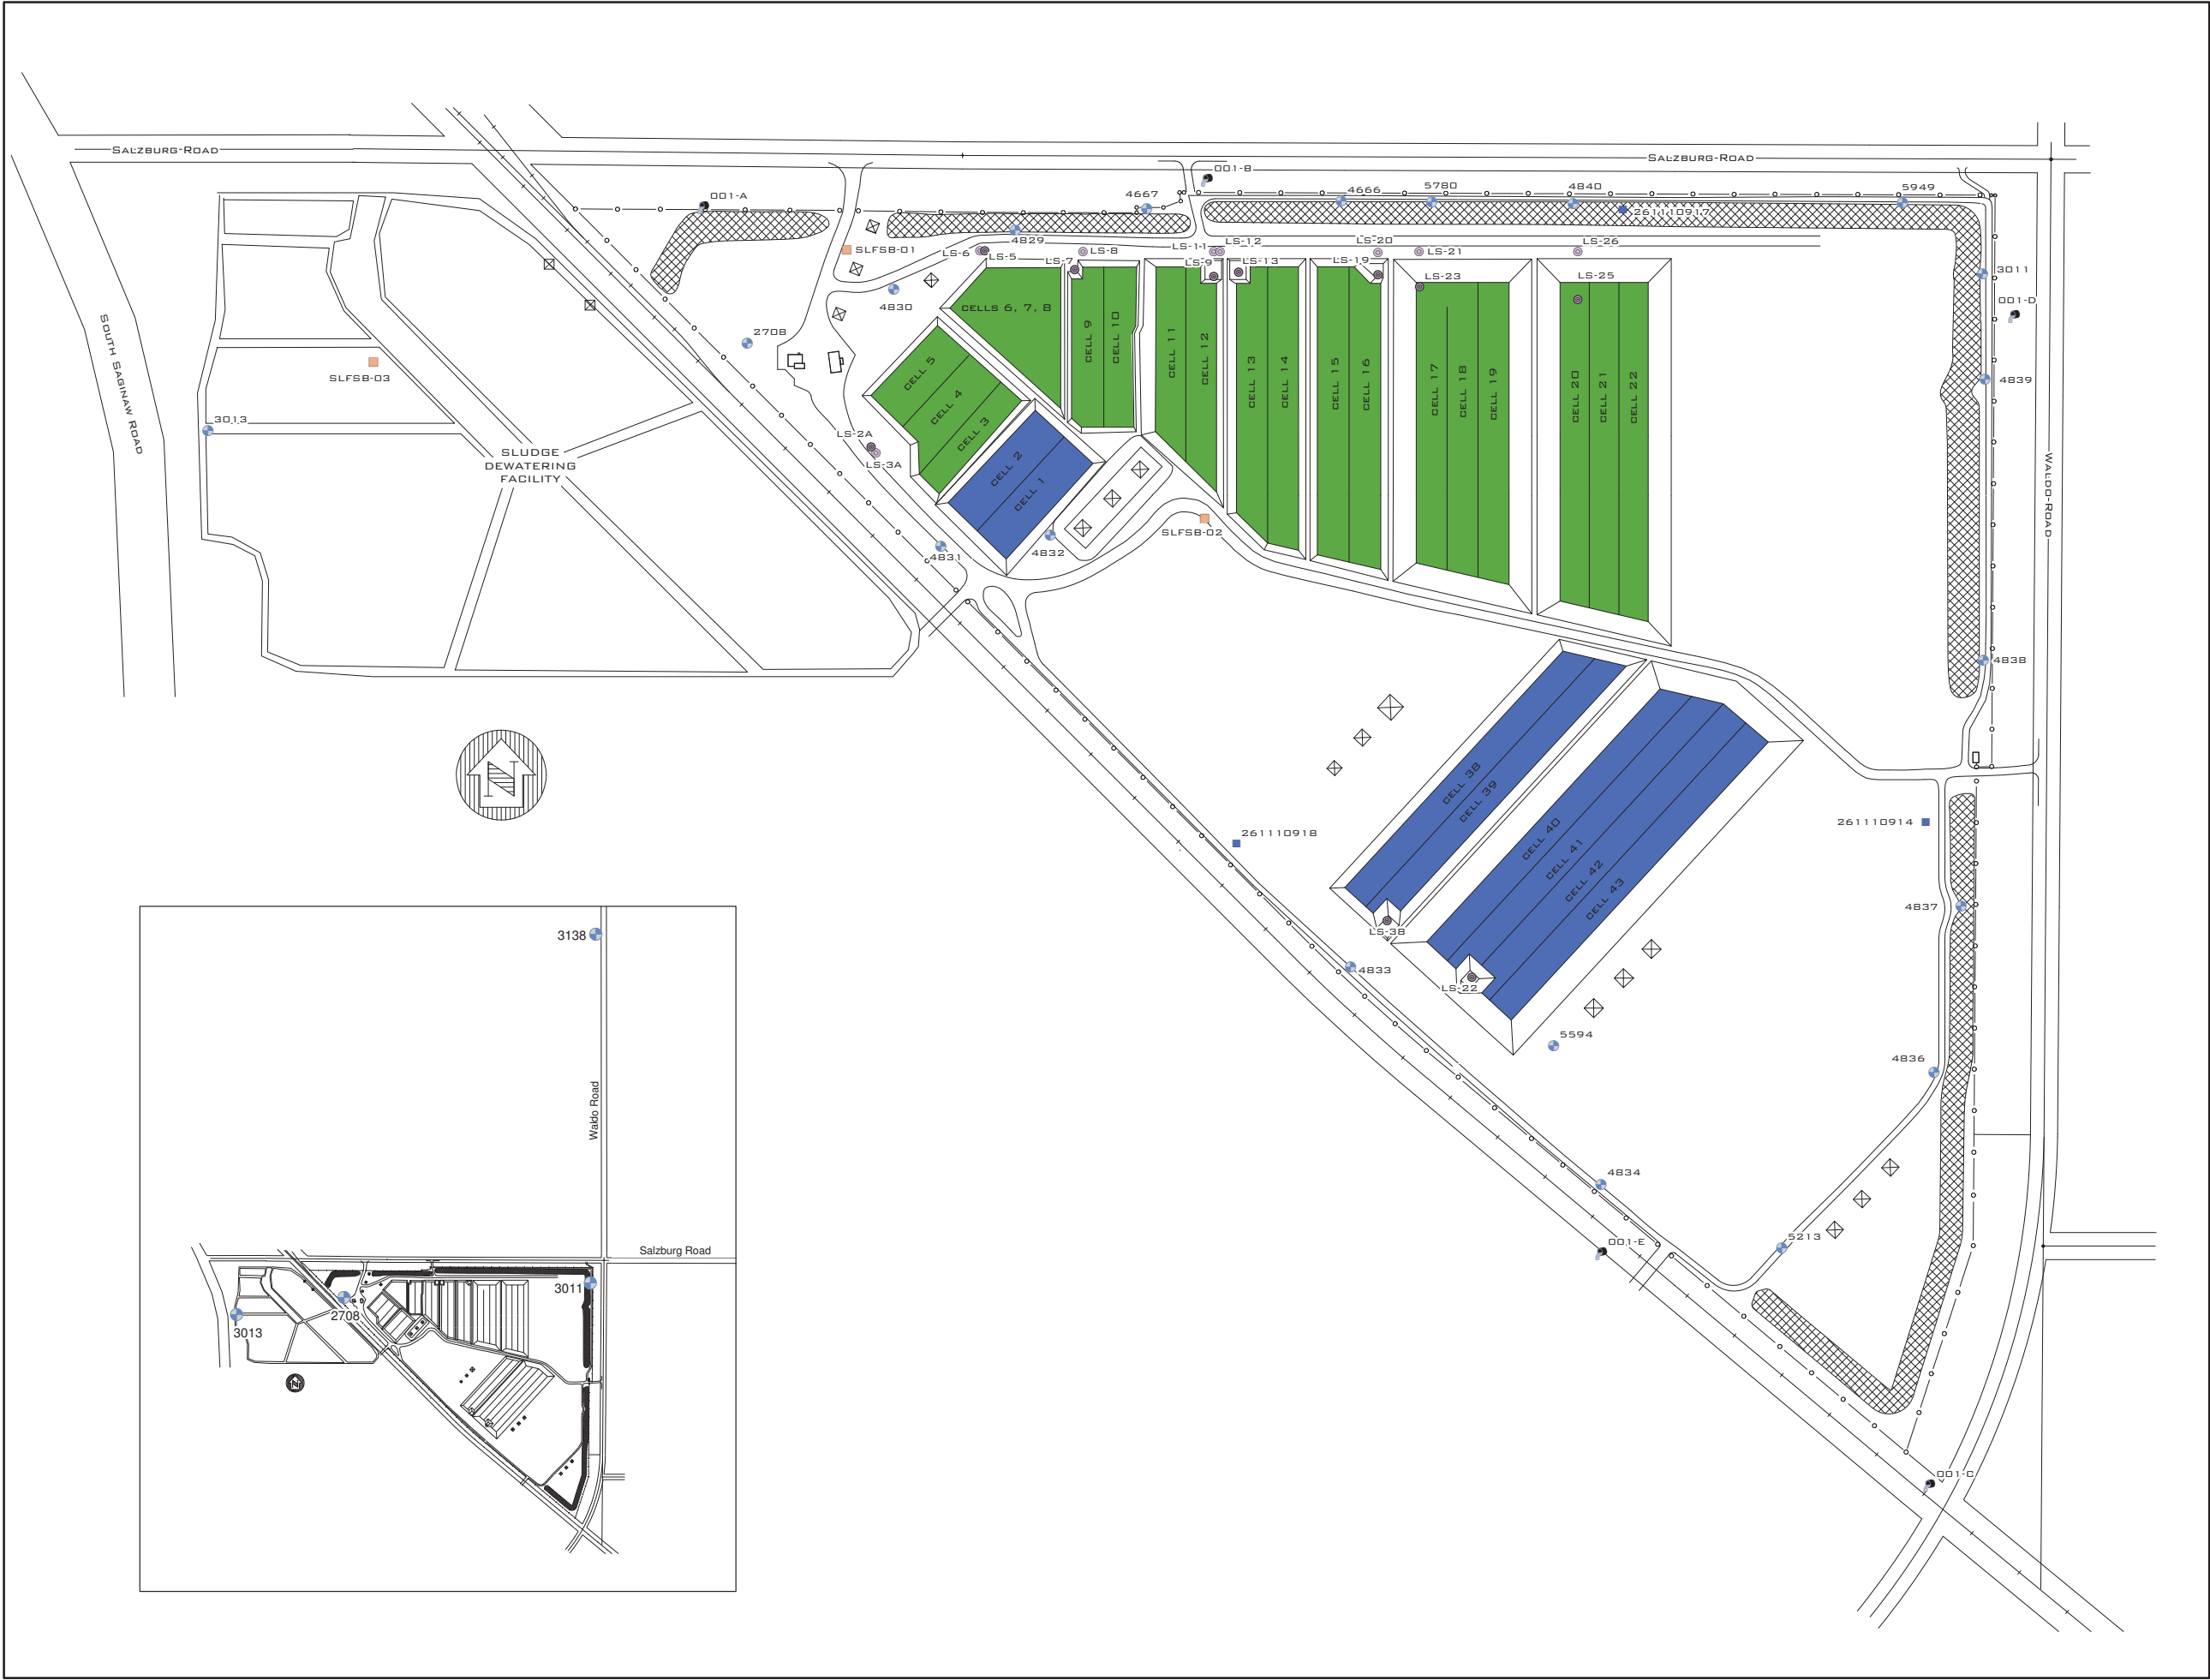 SALZBURG-ROAD
SALZBURG-ROAD
001-B
001-A
4667
4666
5780
4840
5949
261110917
SLFSB-01
4829
LS-6
LS-5
LS-7
LS-8
LS-11
LS-12
LS-9
LS-13
LS-20
LS-19
LS-21
LS-23
LS-26
LS-25
3011
001-D
4830
CELLS 6, 7, 8
2708
SOUTH SAGINAW ROAD
SLFSB-03
CELL 5
CELL 4
CELL 3
CELL 9
CELL 10
CELL 11
CELL 12
CELL 13
CELL 14
CELL 15
CELL 16
CELL 17
CELL 18
CELL 19
CELL 20
CELL 21
CELL 22
4839
3013
LS-2A
LS-3A
SLUDGE
DEWATERING
FACILITY
CELL 2
CELL 1
WALDO-ROAD
SLFSB-02
4832
4831
4838
N
CELL 38
CELL 39
261110918
CELL 40
CELL 41
CELL 42
CELL 43
261110914
4837
LS-38
4833
LS-22
5594
4836
4834
5213
001-E
001-C
3138
Waldo Road
Salzburg Road
3011
2708
3013
N